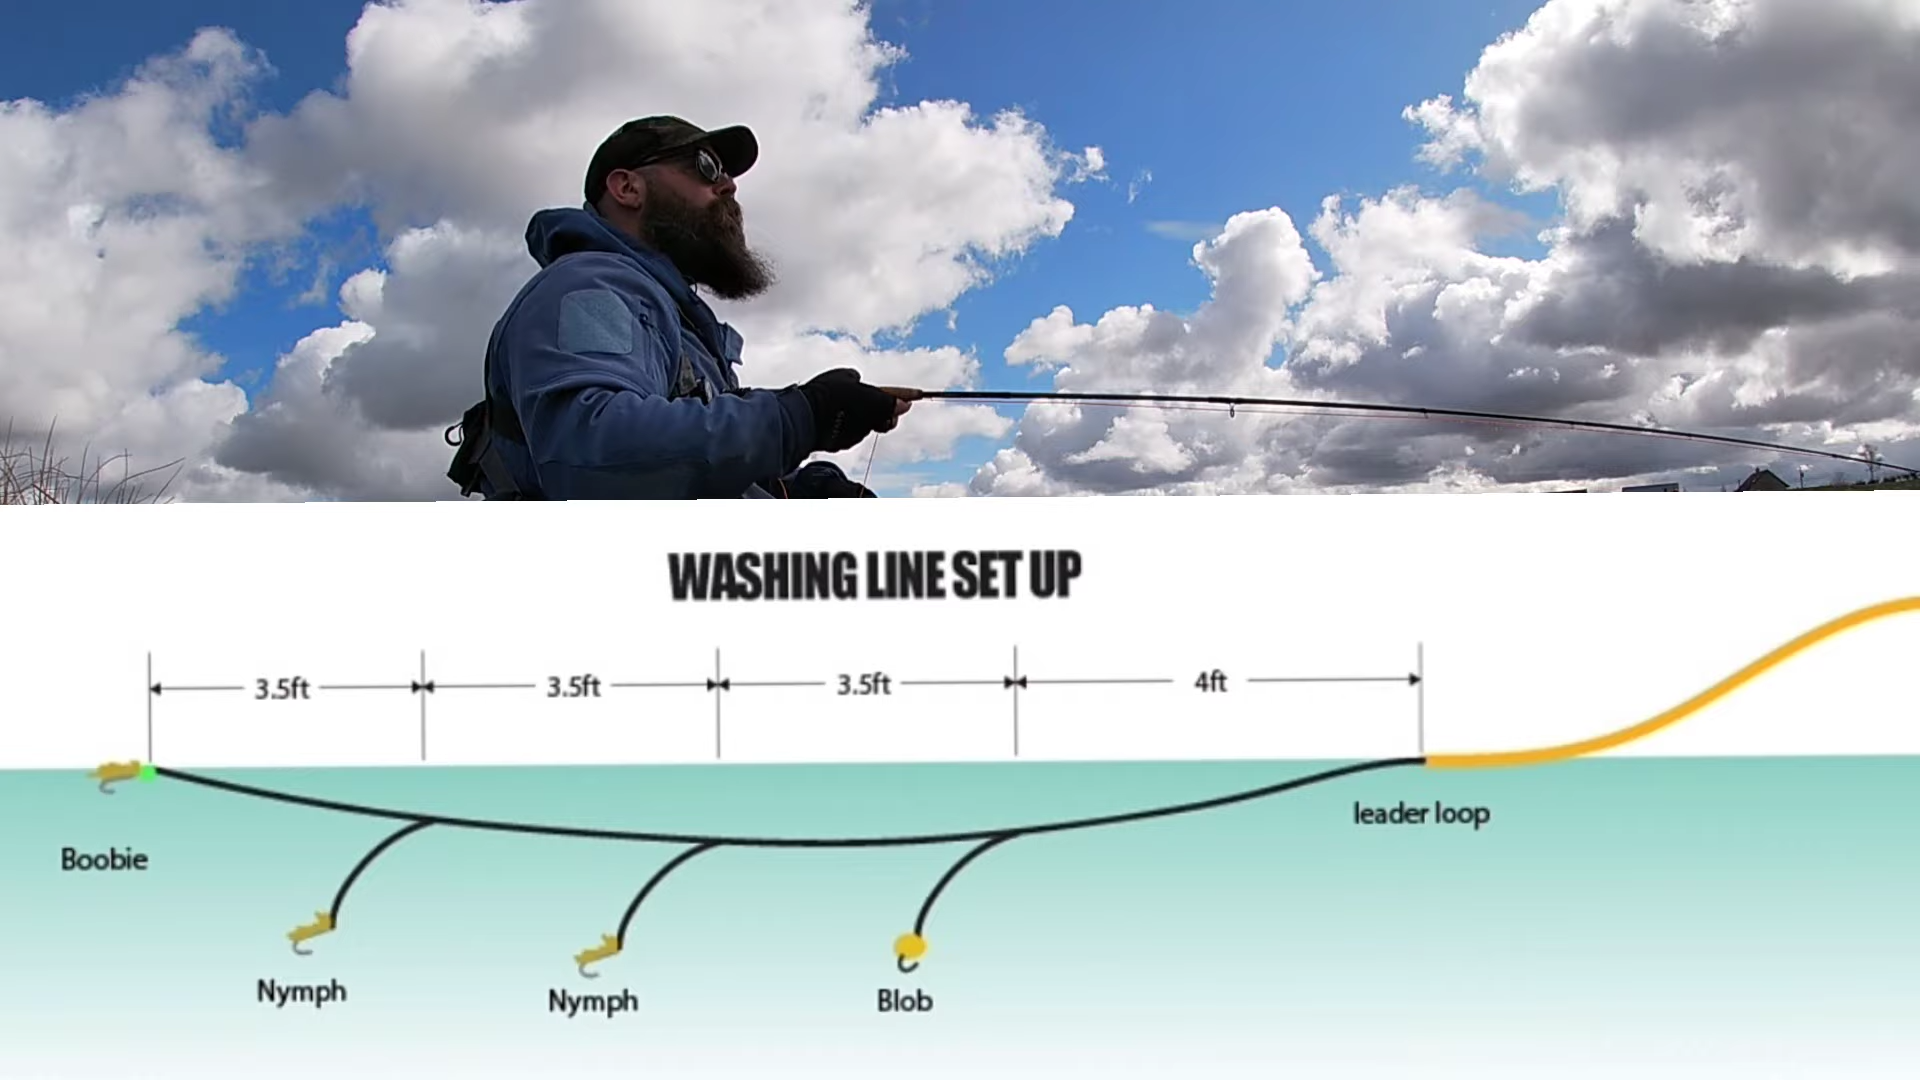 WASHING LINE SET UP
3.5ft 3.5ft 3.5ft 4ft
leader loop
Boobie
Nymph Nymph Blob